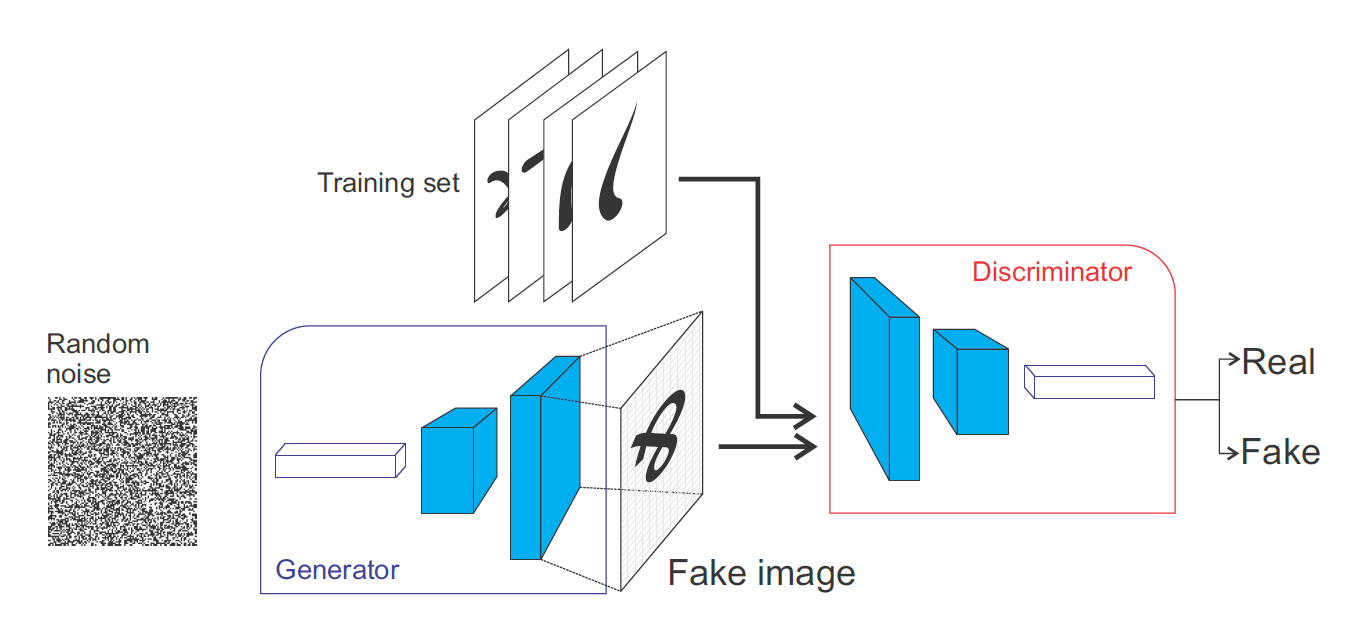 Training set
Random
noise
Generator
Fake image
Discriminator
Real
Fake